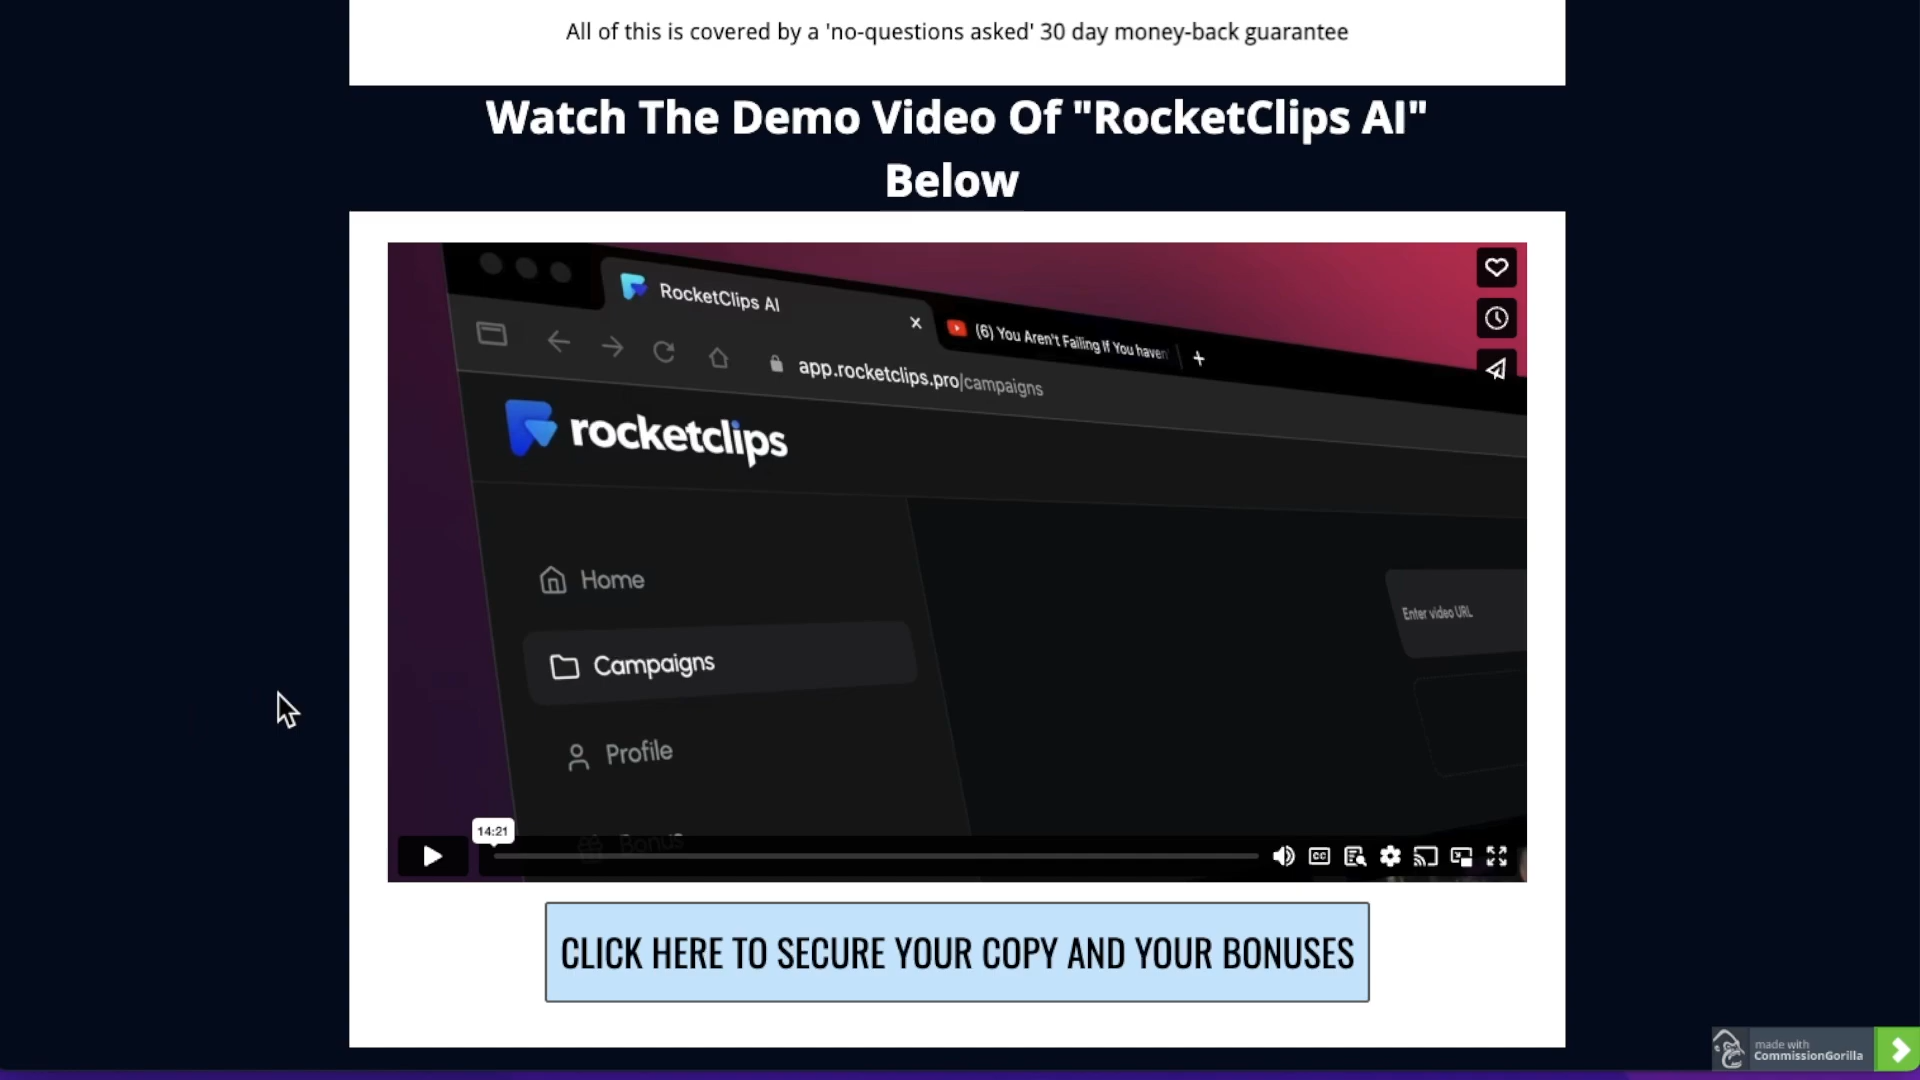 All of this is covered by a 'no-questions asked' 30 day money-back guarantee
Watch The Demo Video Of "RocketClips AI"
Below
RocketClips AI
(6) You Aren't Failing If You haven'
app.rocketclips.pro/campaigns
rocketclips
Home
Enter video URL
Campaigns
Profile
14:21
Bonus
CC
CLICK HERE TO SECURE YOUR COPY AND YOUR BONUSES
made with
CommissionGorilla